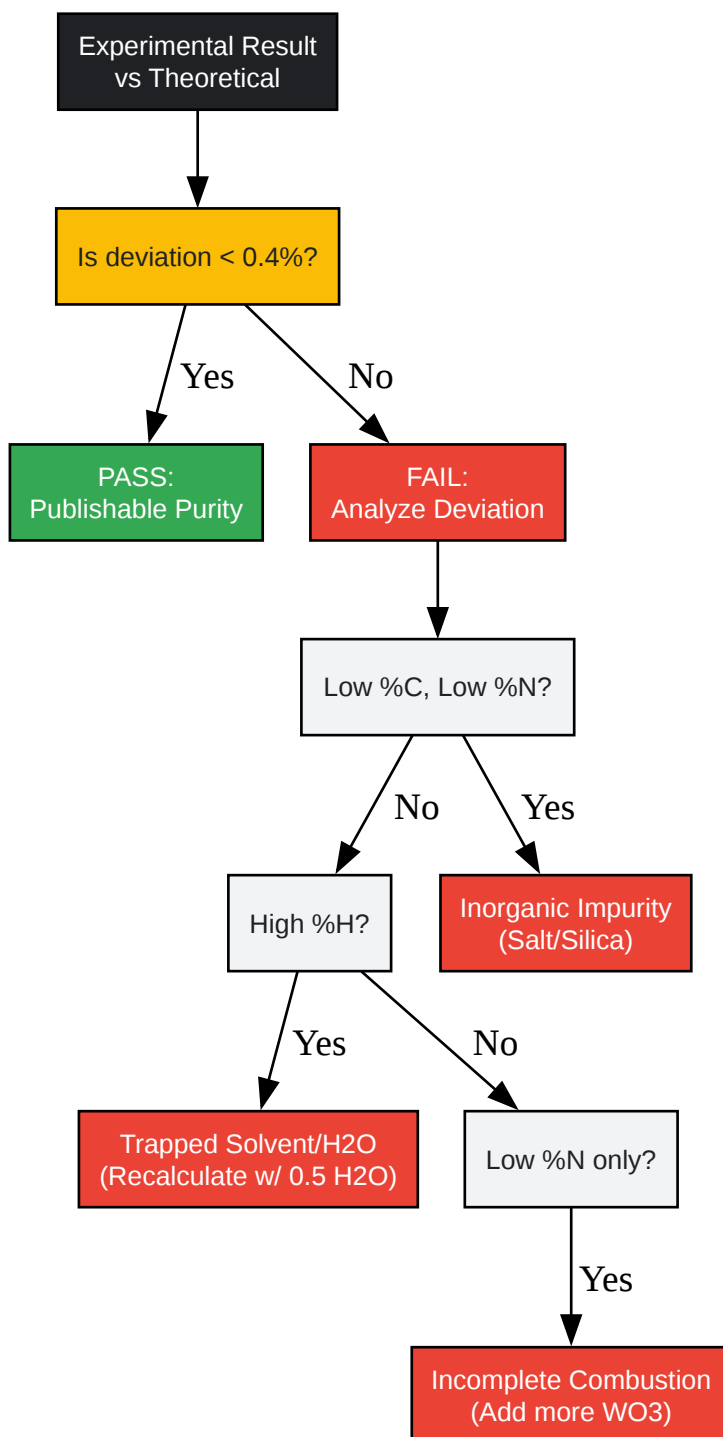 Experimental Result
vs Theoretical
Is deviation < 0.4%?
Yes
No
PASS:
Publishable Purity
FAIL:
Analyze Deviation
Low %C, Low %N?
No
Yes
High %H?
Inorganic Impurity
(Salt/Silica)
Yes
No
Trapped Solvent/H2O
(Recalculate w/ 0.5 H2O)
Low %N only?
Yes
Incomplete Combustion
(Add more WO3)